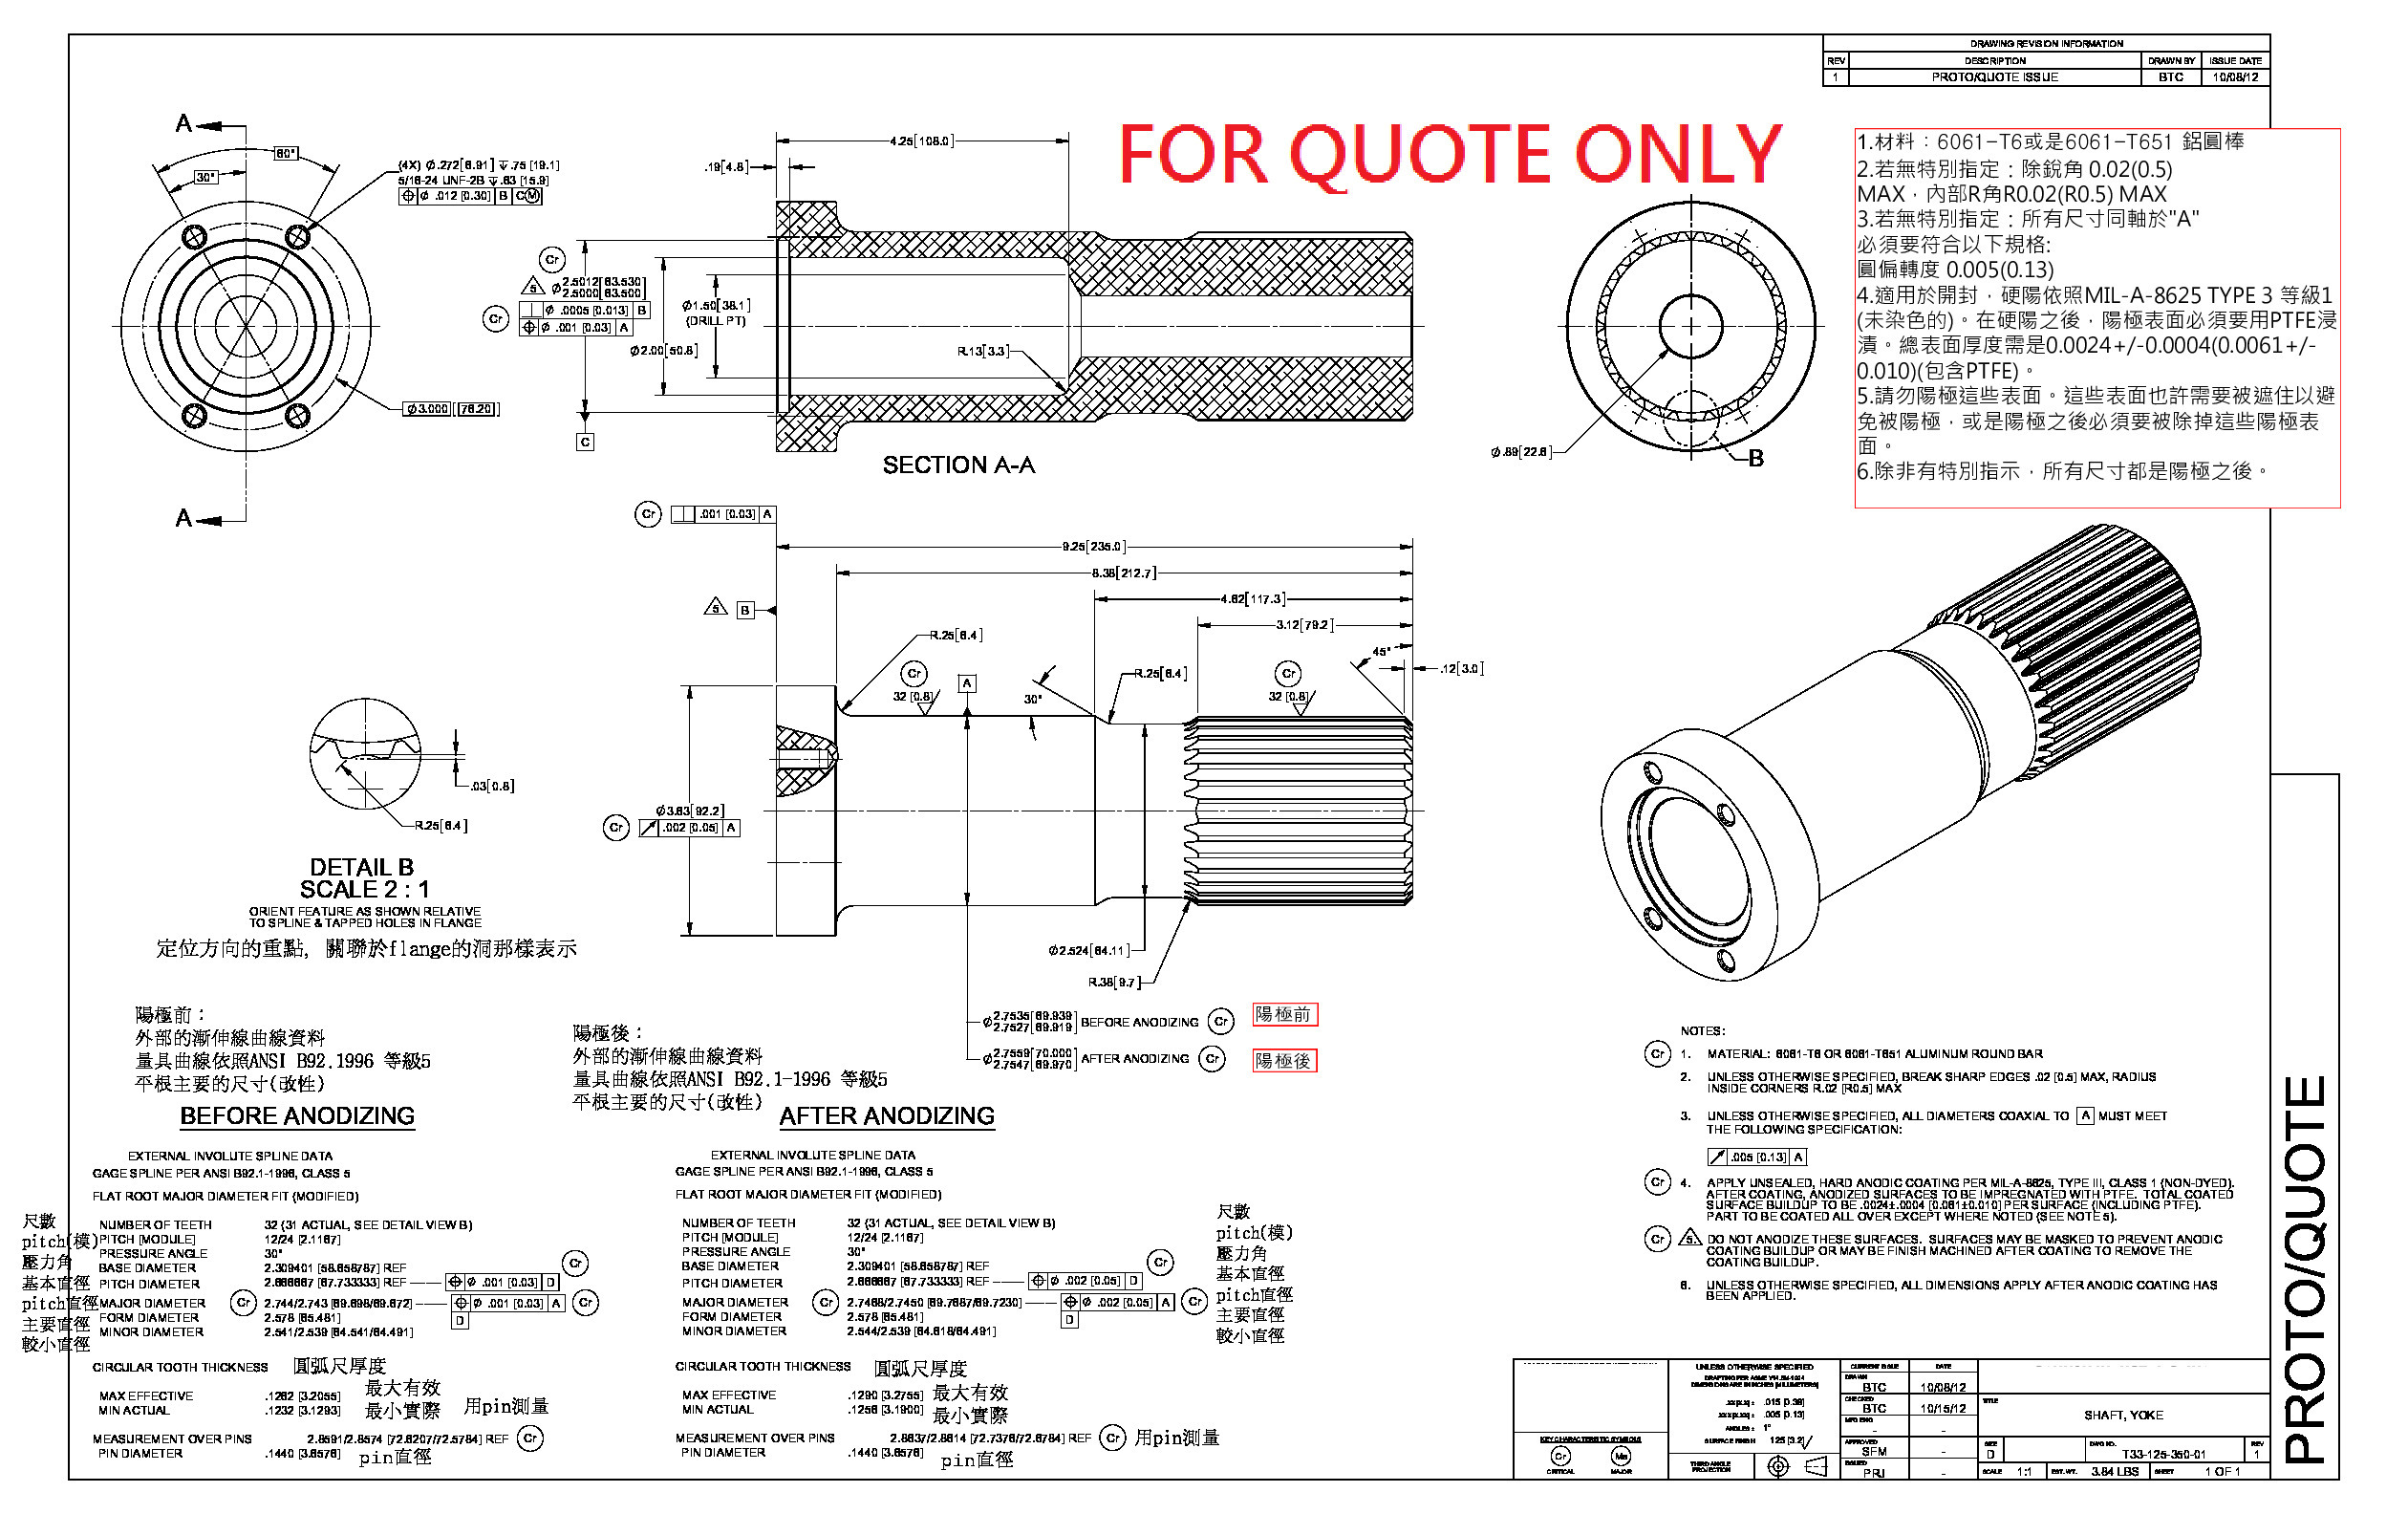 DRAWING REVISION INFORMATION
REV DESCRIPTION DRAWN BY ISSUE DATE
1 PROTO/QUOTE ISSUE BTC 10/08/12
FOR QUOTE ONLY
1.材料：6061-T6或是6061-T651 鋁圓棒
2.若無特別指定：除銳角 0.02(0.5)
MAX，內部R角R0.02(R0.5) MAX
3.若無特別指定：所有尺寸同軸於"A"
必須要符合以下規格:
圓偏轉度 0.005(0.13)
4.適用於開封，硬陽依照MIL-A-8625 TYPE 3 等級1
(未染色的)。在硬陽之後，陽極表面必須要用PTFE浸
漬。總表面厚度需是0.0024+/-0.0004(0.0061+/-
0.010)(包含PTFE)。
5.請勿陽極這些表面。這些表面也許需要被遮住以避
免被陽極，或是陽極之後必須要被除掉這些陽極表
面。
6.除非有特別指示，所有尺寸都是陽極之後。
A
60°
30°
(4X) Ø.272[6.91] ↧.75 [19.1]
5/16-24 UNF-2B ↧.63 [15.9]
⌖ Ø .012 [0.30] B CⓂ
Ø3.000 [76.20]
A
4.25[108.0]
.19[4.8]
Cr
5 Ø 2.5012[63.530]
2.5000[63.500]
Cr ⟂ Ø .0005 [0.013] B
⌖ Ø .001 [0.03] A
Ø1.50[38.1]
(DRILL PT)
Ø2.00[50.8]
R.13[3.3]
C
SECTION A-A
Ø.89[22.6]
B
Cr ⟂ .001 [0.03] A
9.25[235.0]
8.38[212.7]
4.62[117.3]
3.12[79.2]
5 B
R.25[6.4]
45°
.12[3.0]
Cr
32 [0.8]
A
30°
R.25[6.4]
Cr
32 [0.8]
Ø3.63[92.2]
Cr .002 [0.05] A
Ø2.524[64.11]
R.38[9.7]
Ø 2.7535[69.939]
2.7527[69.919] BEFORE ANODIZING Cr 陽極前
Ø 2.7559[70.000]
2.7547[69.970] AFTER ANODIZING Cr 陽極後
.03[0.8]
R.25[6.4]
DETAIL B
SCALE 2 : 1
ORIENT FEATURE AS SHOWN RELATIVE
TO SPLINE & TAPPED HOLES IN FLANGE
定位方向的重點, 關聯於flange的洞那樣表示
陽極前：
外部的漸伸線曲線資料
量具曲線依照ANSI B92.1996 等級5
平根主要的尺寸(改性)
BEFORE ANODIZING
EXTERNAL INVOLUTE SPLINE DATA
GAGE SPLINE PER ANSI B92.1-1996, CLASS 5
FLAT ROOT MAJOR DIAMETER FIT (MODIFIED)
尺數
pitch(模)
壓力角
基本直徑
pitch直徑
主要直徑
較小直徑
NUMBER OF TEETH 32 (31 ACTUAL, SEE DETAIL VIEW B)
PITCH [MODULE] 12/24 [2.1167]
PRESSURE ANGLE 30°
BASE DIAMETER 2.309401 [58.658787] REF Cr
PITCH DIAMETER 2.666667 [67.733333] REF ⌖ Ø .001 [0.03] D
MAJOR DIAMETER Cr 2.744/2.743 [69.698/69.672] ⌖ Ø .001 [0.03] A Cr
FORM DIAMETER 2.578 [65.481] D
MINOR DIAMETER 2.541/2.539 [64.541/64.491]
CIRCULAR TOOTH THICKNESS 圓弧尺厚度
MAX EFFECTIVE .1262 [3.2055] 最大有效
MIN ACTUAL .1232 [3.1293] 最小實際 用pin測量
MEASUREMENT OVER PINS 2.8591/2.8574 [72.6207/72.5784] REF Cr
PIN DIAMETER .1440 [3.6576] pin直徑
陽極後：
外部的漸伸線曲線資料
量具曲線依照ANSI B92.1-1996 等級5
平根主要的尺寸(改性)
AFTER ANODIZING
EXTERNAL INVOLUTE SPLINE DATA
GAGE SPLINE PER ANSI B92.1-1996, CLASS 5
FLAT ROOT MAJOR DIAMETER FIT (MODIFIED)
NUMBER OF TEETH 32 (31 ACTUAL, SEE DETAIL VIEW B)
PITCH [MODULE] 12/24 [2.1167]
PRESSURE ANGLE 30°
BASE DIAMETER 2.309401 [58.658787] REF Cr
PITCH DIAMETER 2.666667 [67.733333] REF ⌖ Ø .002 [0.05] D
MAJOR DIAMETER Cr 2.7468/2.7450 [69.7687/69.7230] ⌖ Ø .002 [0.05] A Cr
FORM DIAMETER 2.578 [65.481] D
MINOR DIAMETER 2.544/2.539 [64.618/64.491]
尺數
pitch(模)
壓力角
基本直徑
pitch直徑
主要直徑
較小直徑
CIRCULAR TOOTH THICKNESS 圓弧尺厚度
MAX EFFECTIVE .1290 [3.2755] 最大有效
MIN ACTUAL .1256 [3.1900] 最小實際
MEASUREMENT OVER PINS 2.8637/2.8614 [72.7376/72.6784] REF Cr 用pin測量
PIN DIAMETER .1440 [3.6576] pin直徑
NOTES:
Cr 1. MATERIAL: 6061-T6 OR 6061-T651 ALUMINUM ROUND BAR
2. UNLESS OTHERWISE SPECIFIED, BREAK SHARP EDGES .02 [0.5] MAX, RADIUS
INSIDE CORNERS R.02 [R0.5] MAX
3. UNLESS OTHERWISE SPECIFIED, ALL DIAMETERS COAXIAL TO A MUST MEET
THE FOLLOWING SPECIFICATION:
.005 [0.13] A
Cr 4. APPLY UNSEALED, HARD ANODIC COATING PER MIL-A-8625, TYPE III, CLASS 1 (NON-DYED).
AFTER COATING, ANODIZED SURFACES TO BE IMPREGNATED WITH PTFE. TOTAL COATED
SURFACE BUILDUP TO BE .0024±.0004 [0.061±0.010] PER SURFACE (INCLUDING PTFE).
PART TO BE COATED ALL OVER EXCEPT WHERE NOTED (SEE NOTE 5).
Cr 5 DO NOT ANODIZE THESE SURFACES. SURFACES MAY BE MASKED TO PREVENT ANODIC
COATING BUILDUP OR MAY BE FINISH MACHINED AFTER COATING TO REMOVE THE
COATING BUILDUP.
6. UNLESS OTHERWISE SPECIFIED, ALL DIMENSIONS APPLY AFTER ANODIC COATING HAS
BEEN APPLIED.
PROTO/QUOTE
KEY CHARACTERISTIC SYMBOLS
Cr Ma
CRITICAL MAJOR
UNLESS OTHERWISE SPECIFIED
DIMENSIONS ARE IN INCHES [MILLIMETERS]
.015 [0.38]
.005 [0.13]
ANGLES ± 1°
SURFACE FINISH 125 [3.2]
THIRD ANGLE
PROJECTION
CURRENT ISSUE DATE
DRAWN BTC 10/08/12
CHECKED BTC 10/15/12
MFG ENG - -
APPROVED SFM -
ISSUED PRJ -
TITLE
SHAFT, YOKE
SIZE D DWG NO. T33-125-350-01 REV 1
SCALE 1:1 EST. WT. 3.84 LBS SHEET 1 OF 1